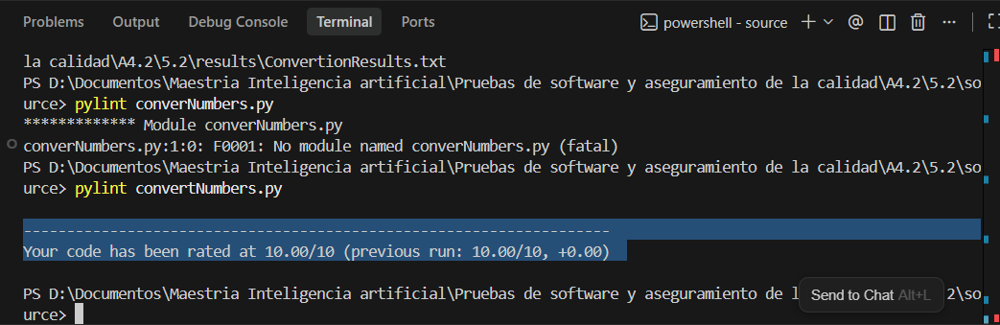 Problems Output Debug Console Terminal Ports powershell - source
la calidad\A4.2\5.2\results\ConvertionResults.txt
PS D:\Documentos\Maestria Inteligencia artificial\Pruebas de software y aseguramiento de la calidad\A4.2\5.2\so
urce> pylint converNumbers.py
************* Module converNumbers.py
converNumbers.py:1:0: F0001: No module named converNumbers.py (fatal)
PS D:\Documentos\Maestria Inteligencia artificial\Pruebas de software y aseguramiento de la calidad\A4.2\5.2\so
urce> pylint convertNumbers.py
--------------------------------------------------------------------
Your code has been rated at 10.00/10 (previous run: 10.00/10, +0.00)
PS D:\Documentos\Maestria Inteligencia artificial\Pruebas de software y aseguramiento de l Send to Chat Alt+L 2\so
urce>